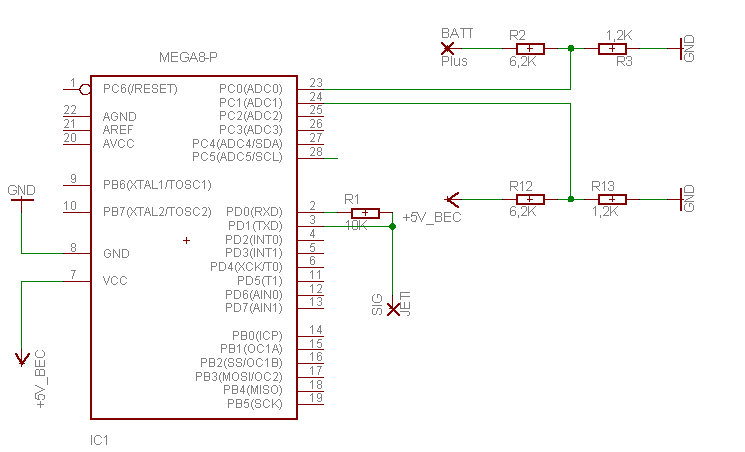 BATT
Plus
R2
6,2K
1,2K
R3
GND
MEGA8-P
1 PC6(/RESET) PC0(ADC0) 23
PC1(ADC1) 24
22 AGND PC2(ADC2) 25
21 AREF PC3(ADC3) 26
20 AVCC PC4(ADC4/SDA) 27
PC5(ADC5/SCL) 28
9 PB6(XTAL1/TOSC1)
10 PB7(XTAL2/TOSC2) PD0(RXD) 2
PD1(TXD) 3
PD2(INT0) 4
8 GND PD3(INT1) 5
PD4(XCK/T0) 6
7 VCC PD5(T1) 11
PD6(AIN0) 12
PD7(AIN1) 13
PB0(ICP) 14
PB1(OC1A) 15
PB2(SS/OC1B) 16
PB3(MOSI/OC2) 17
PB4(MISO) 18
PB5(SCK) 19
IC1
GND
+5V_BEC
R1
10K
SIG
JETI
+5V_BEC
R12
6,2K
R13
1,2K
GND